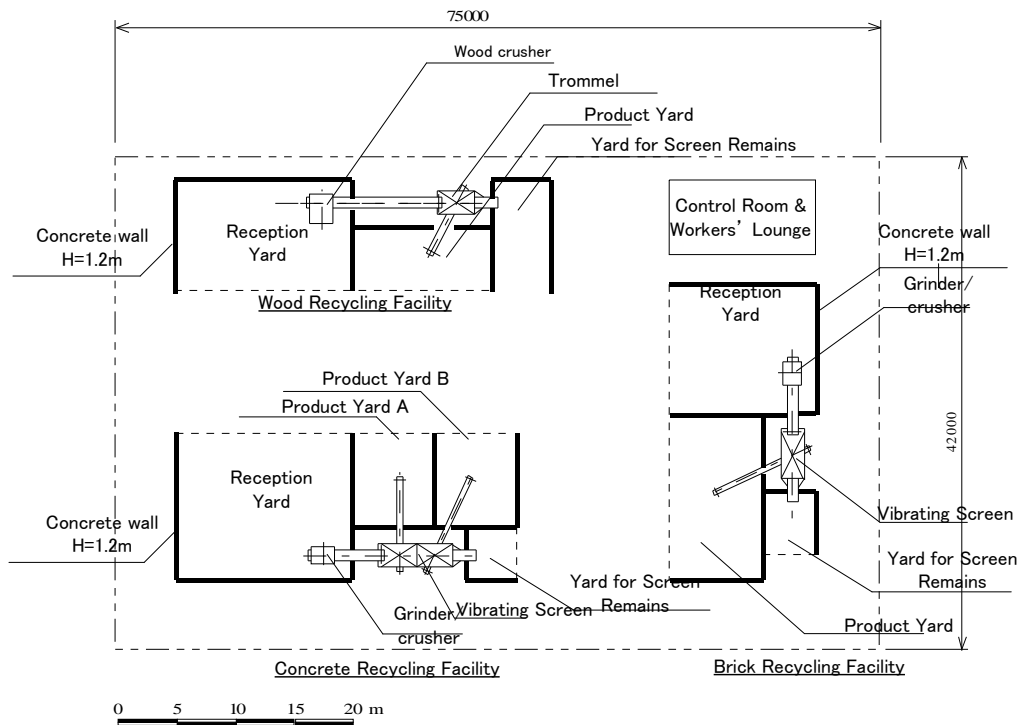 75000
Wood crusher
Trommel
Product Yard
Yard for Screen Remains
Control Room &
Workers' Lounge
Concrete wall
H=1.2m
Reception
Yard
Concrete wall
H=1.2m
Grinder/
crusher
Wood Recycling Facility
Reception
Yard
Product Yard B
Product Yard A
42000
Reception
Yard
Concrete wall
H=1.2m
Vibrating Screen
Yard for Screen
Remains
Yard for Screen
Remains
Grinder/
crusher
Vibrating Screen
Product Yard
Concrete Recycling Facility
Brick Recycling Facility
0 5 10 15 20 m